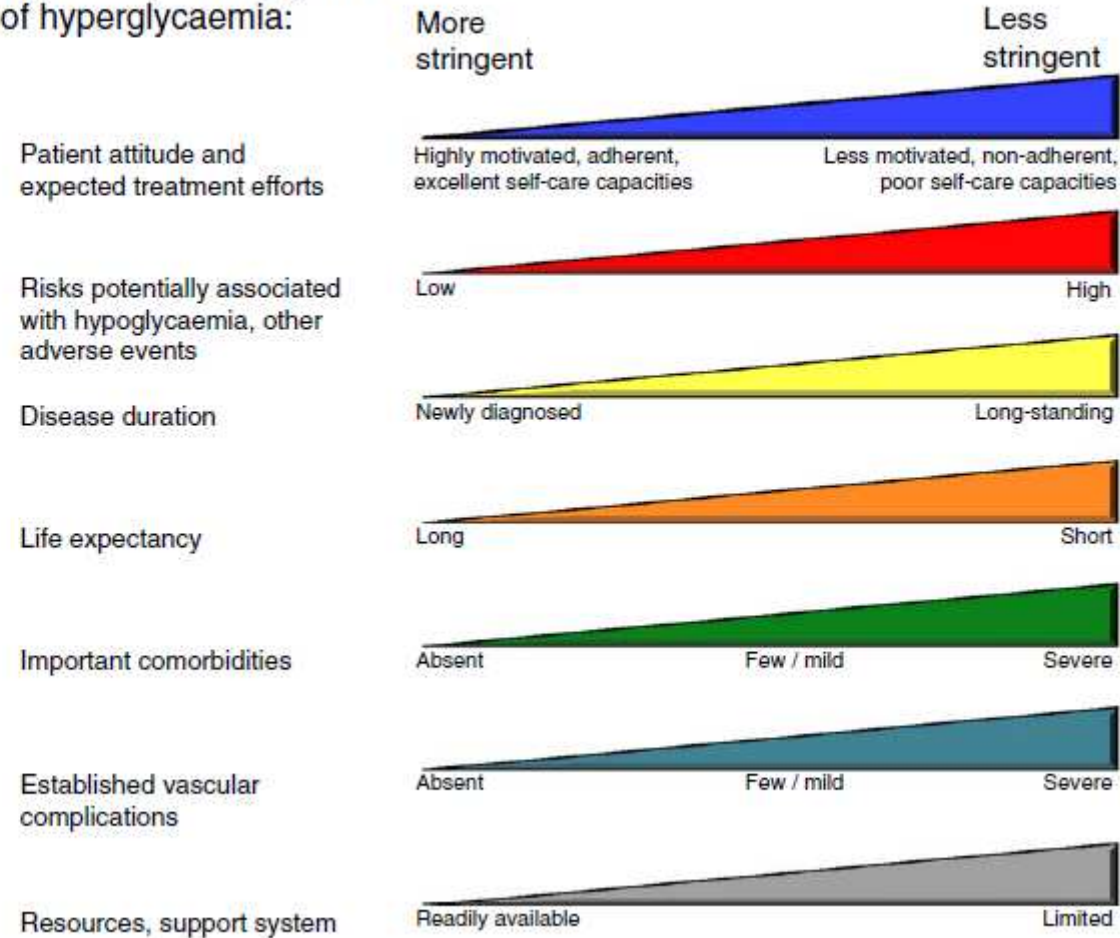 of hyperglycaemia:
More
stringent
Less
stringent
Patient attitude and
expected treatment efforts
Highly motivated, adherent,
excellent self-care capacities
Less motivated, non-adherent,
poor self-care capacities
Risks potentially associated
with hypoglycaemia, other
adverse events
Low
High
Disease duration
Newly diagnosed
Long-standing
Life expectancy
Long
Short
Important comorbidities
Absent
Few / mild
Severe
Established vascular
complications
Absent
Few / mild
Severe
Resources, support system
Readily available
Limited